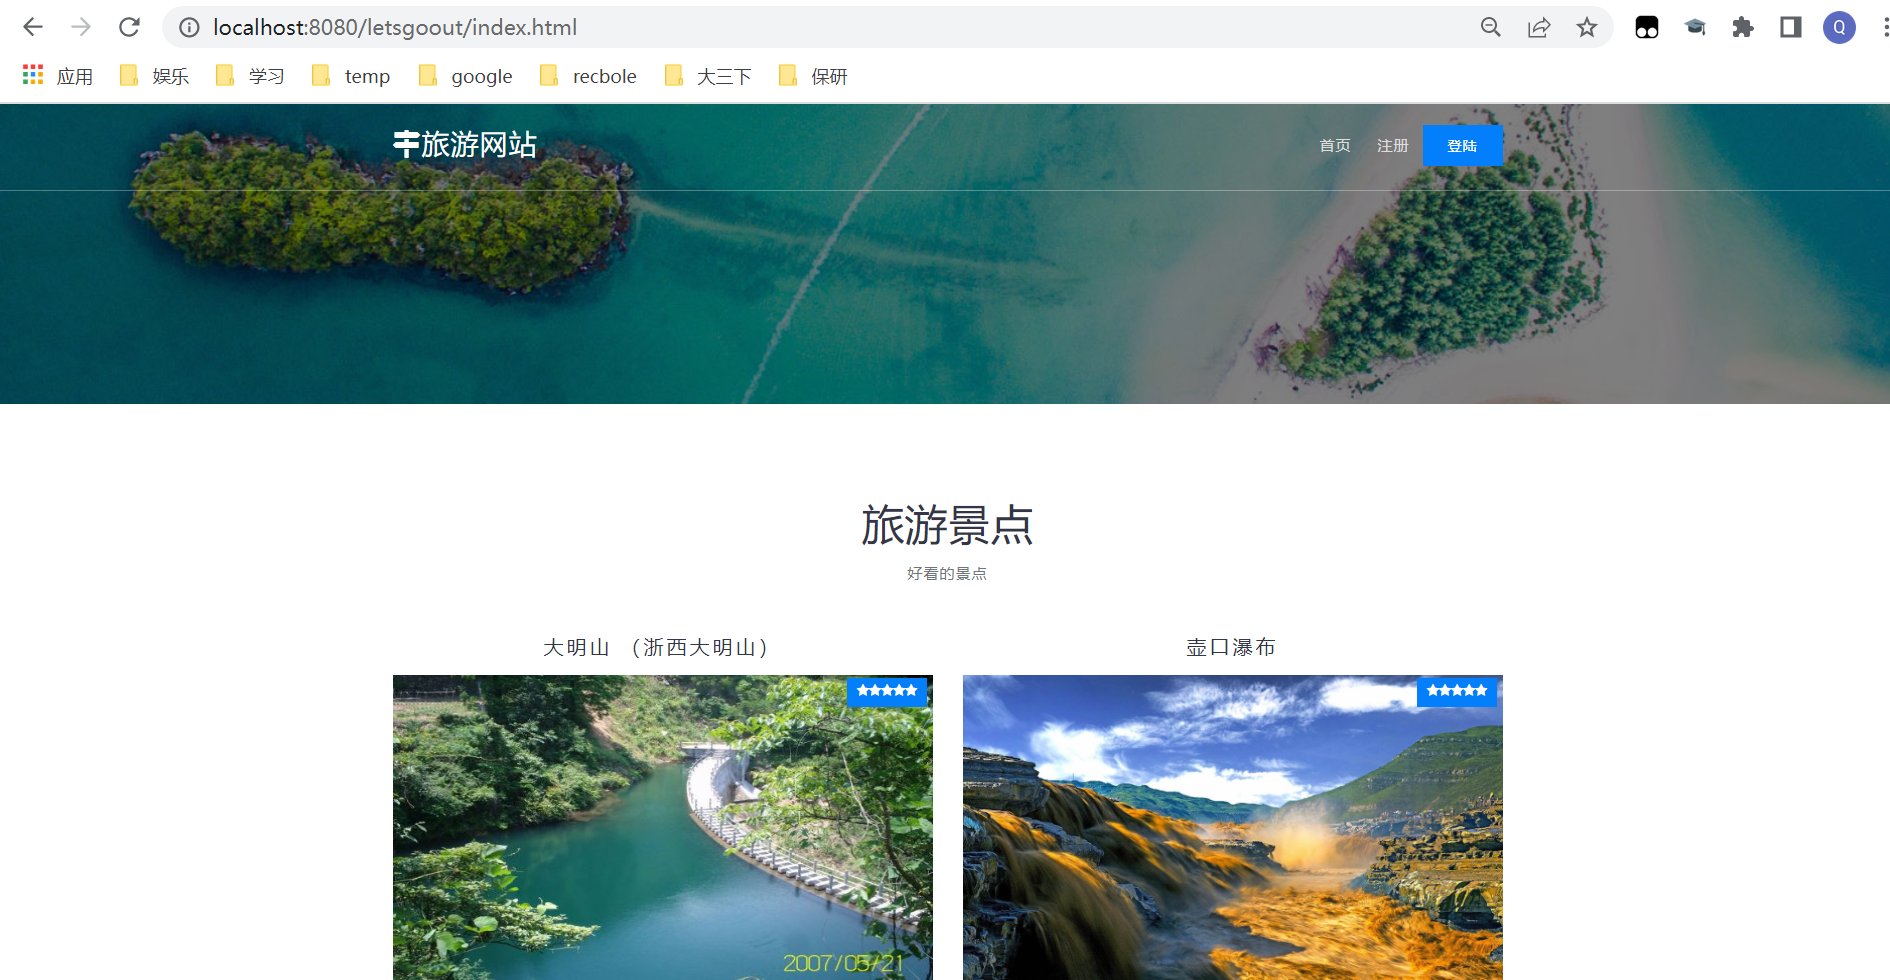 localhost:8080/letsgoout/index.html
Q
应用 娱乐 学习 temp google recbole 大三下 保研
旅游网站 首页 注册 登陆
旅游景点
好看的景点
大明山 （浙西大明山） 壶口瀑布
2007/05/21